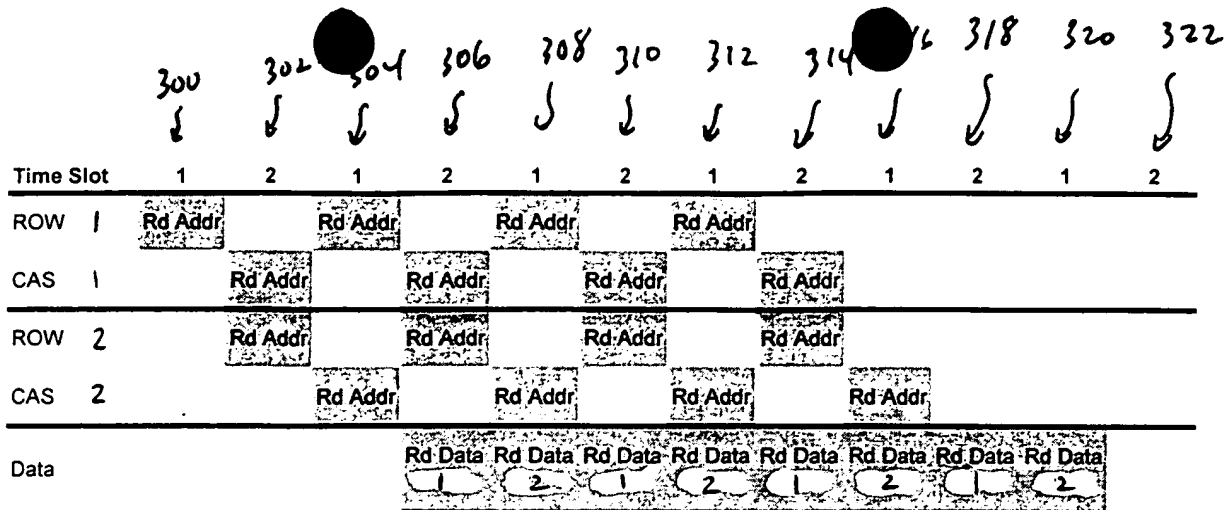 300 302 304 306 308 310 312 314 16 318 320 322
Time Slot 1 2 1 2 1 2 1 2 1 2 1 2
ROW 1 Rd Addr Rd Addr Rd Addr Rd Addr
CAS 1 Rd Addr Rd Addr Rd Addr Rd Addr
ROW 2 Rd Addr Rd Addr Rd Addr Rd Addr
CAS 2 Rd Addr Rd Addr Rd Addr Rd Addr
Rd Data Rd Data Rd Data Rd Data Rd Data Rd Data Rd Data Rd Data
Data 1 2 1 2 1 2 1 2